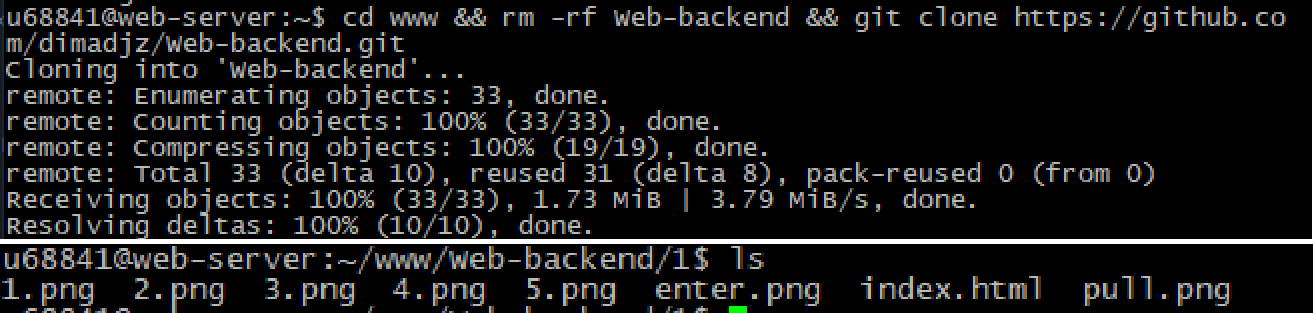 u68841@web-server:~$ cd www && rm -rf Web-backend && git clone https://github.co
m/dimadjz/Web-backend.git
Cloning into 'Web-backend'...
remote: Enumerating objects: 33, done.
remote: Counting objects: 100% (33/33), done.
remote: Compressing objects: 100% (19/19), done.
remote: Total 33 (delta 10), reused 31 (delta 8), pack-reused 0 (from 0)
Receiving objects: 100% (33/33), 1.73 MiB | 3.79 MiB/s, done.
Resolving deltas: 100% (10/10), done.
u68841@web-server:~/www/Web-backend/1$ ls
1.png  2.png  3.png  4.png  5.png  enter.png  index.html  pull.png